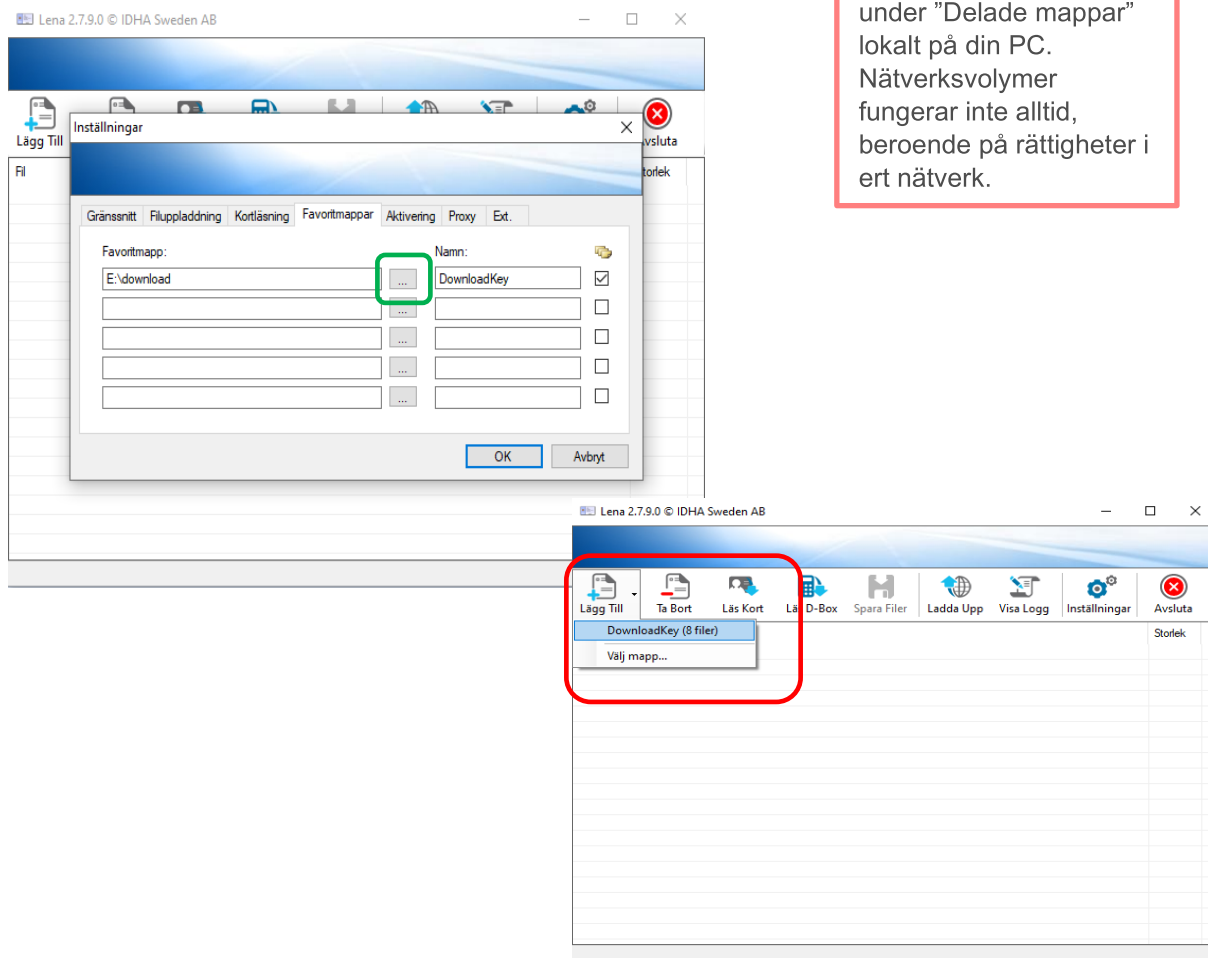 Lena 2.7.9.0 © IDHA Sweden AB
Lägg Till
vsluta
Fil
torlek
Inställningar
Gränssnitt Filuppladdning Kortläsning Favoritmappar Aktivering Proxy Ext.
Favoritmapp: Namn:
E:\download ... DownloadKey
...
...
...
...
OK Avbryt
under ”Delade mappar”
lokalt på din PC.
Nätverksvolymer
fungerar inte alltid,
beroende på rättigheter i
ert nätverk.
Lena 2.7.9.0 © IDHA Sweden AB
Lägg Till Ta Bort Läs Kort Läs D-Box Spara Filer Ladda Upp Visa Logg Inställningar Avsluta
DownloadKey (8 filer)
Välj mapp...
Storlek